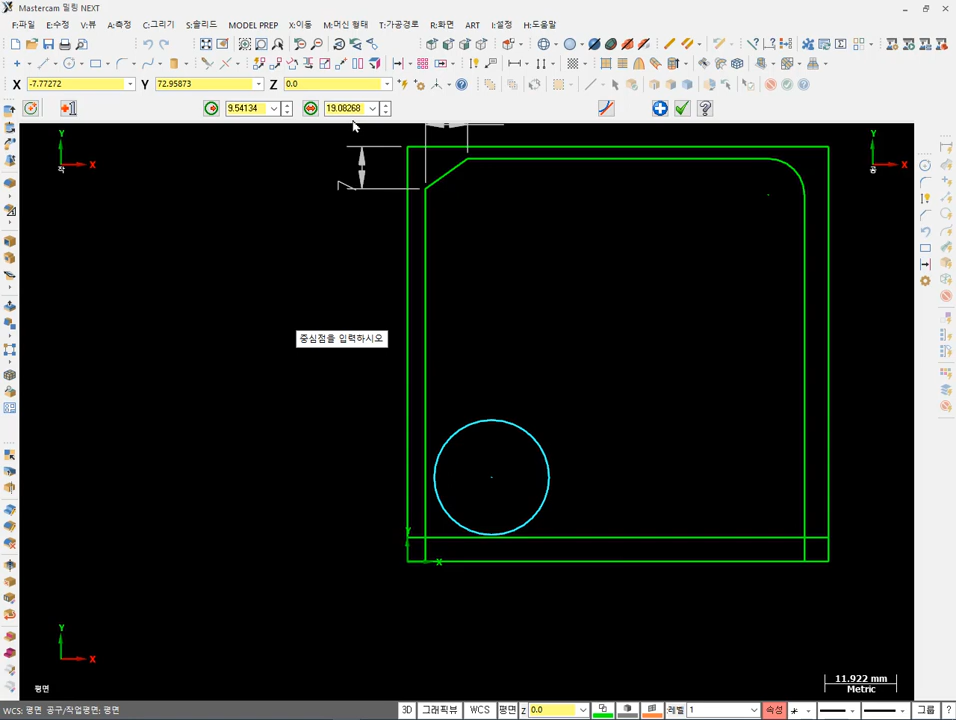 Mastercam 밀링 NEXT
F:파일 E:수정 V:뷰 A:측정 C:그리기 S:솔리드 MODEL PREP X:이동 M:머신 형태 T:가공경로 R:화면 ART I:설정 H:도움말
X -7.77272 Y 72.95873 Z 0.0
+1 9.54134 19.08268
Y X Y X
7
중심점을 입력하시오
Y X
Y X
11.922 mm
Metric
평면
WCS: 평면 공구/작업평면: 평면 3D 그래픽뷰 WCS 평면 Z 0.0 레벨 1 속성 그룹 ?